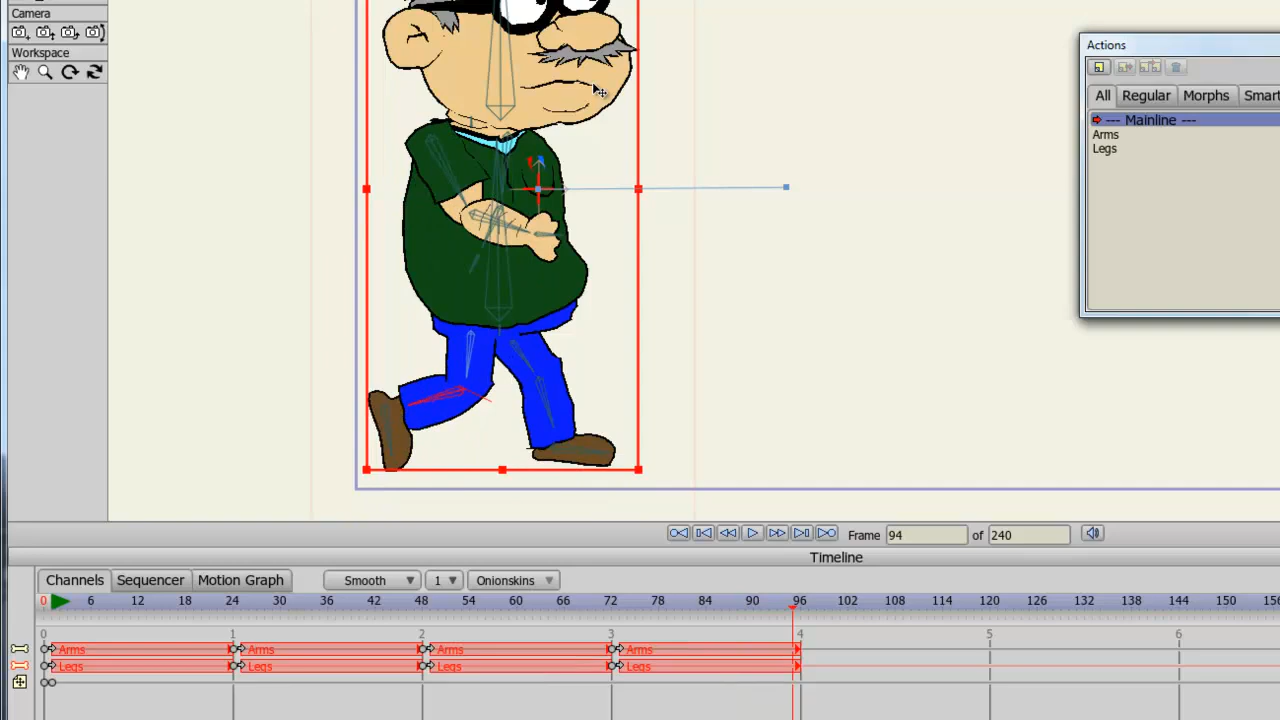 Camera
Workspace
Actions
All Regular Morphs Smart
--- Mainline ---
Arms
Legs
Frame 94 of 240
Timeline
Channels Sequencer Motion Graph Smooth 1 Onionskins
0 6 12 18 24 30 36 42 48 54 60 66 72 78 84 90 96 102 108 114 120 126 132 138 144 150 156
0 1 2 3 4 5 6
Arms Arms Arms Arms
Legs Legs Legs Legs